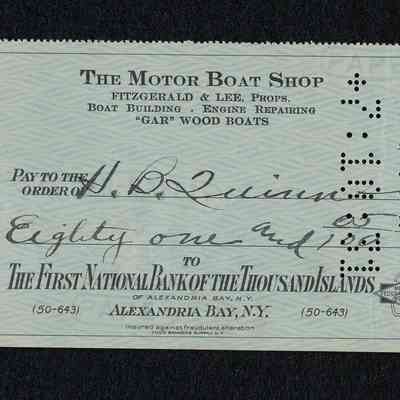 THE MOTOR BOAT SHOP
FITZGERALD & LEE, PROPS.
BOAT BUILDING - ENGINE REPAIRING
"GAR" WOOD BOATS
PAY TO THE
ORDER OF H. B. Quinn
Eighty one and 00/100
TO
THE FIRST NATIONAL BANK OF THE THOUSAND ISLANDS
OF ALEXANDRIA BAY, N.Y.
(50-643) ALEXANDRIA BAY, N.Y. (50-643)
Insured against fraudulent alteration